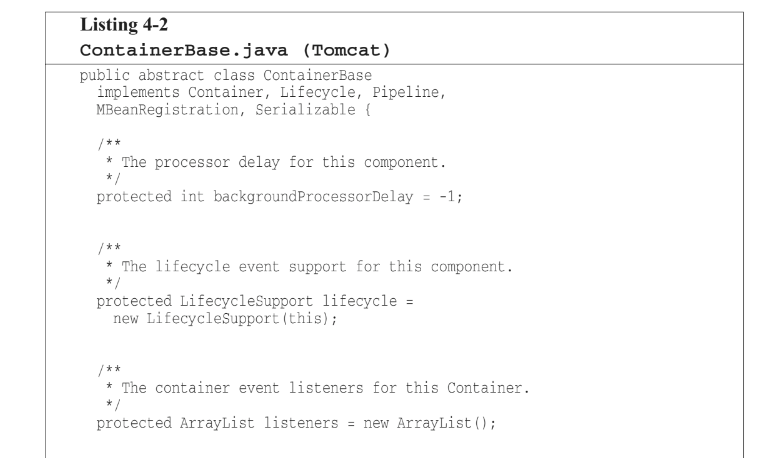 Listing 4-2
ContainerBase.java (Tomcat)
public abstract class ContainerBase
  implements Container, Lifecycle, Pipeline,
  MBeanRegistration, Serializable {
  /**
   * The processor delay for this component.
   */
  protected int backgroundProcessorDelay = -1;
  /**
   * The lifecycle event support for this component.
   */
  protected LifecycleSupport lifecycle =
    new LifecycleSupport(this);
  /**
   * The container event listeners for this Container.
   */
  protected ArrayList listeners = new ArrayList();